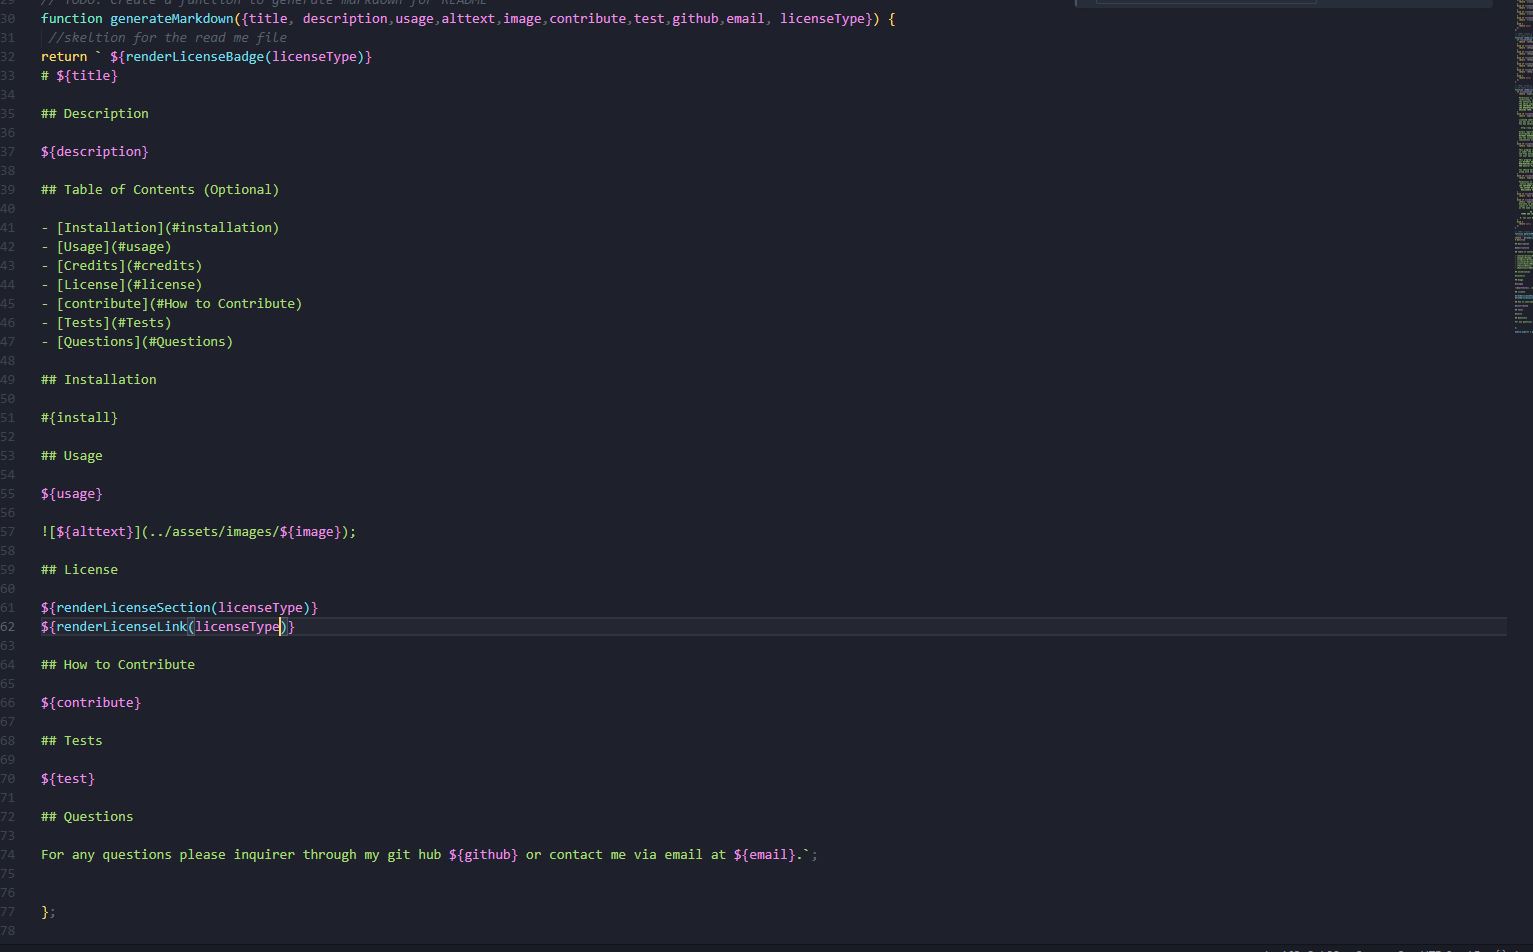 29 // TODO: Create a function to generate markdown for README
30 function generateMarkdown({title, description,usage,alttext,image,contribute,test,github,email, licenseType}) {
31 //skeltion for the read me file
32 return ` ${renderLicenseBadge(licenseType)}
33 # ${title}
34
35 ## Description
36
37 ${description}
38
39 ## Table of Contents (Optional)
40
41 - [Installation](#installation)
42 - [Usage](#usage)
43 - [Credits](#credits)
44 - [License](#license)
45 - [contribute](#How to Contribute)
46 - [Tests](#Tests)
47 - [Questions](#Questions)
48
49 ## Installation
50
51 #{install}
52
53 ## Usage
54
55 ${usage}
56
57 ![${alttext}](../assets/images/${image});
58
59 ## License
60
61 ${renderLicenseSection(licenseType)}
62 ${renderLicenseLink(licenseType)}
63
64 ## How to Contribute
65
66 ${contribute}
67
68 ## Tests
69
70 ${test}
71
72 ## Questions
73
74 For any questions please inquirer through my git hub ${github} or contact me via email at ${email}.`;
75
76
77 };
78